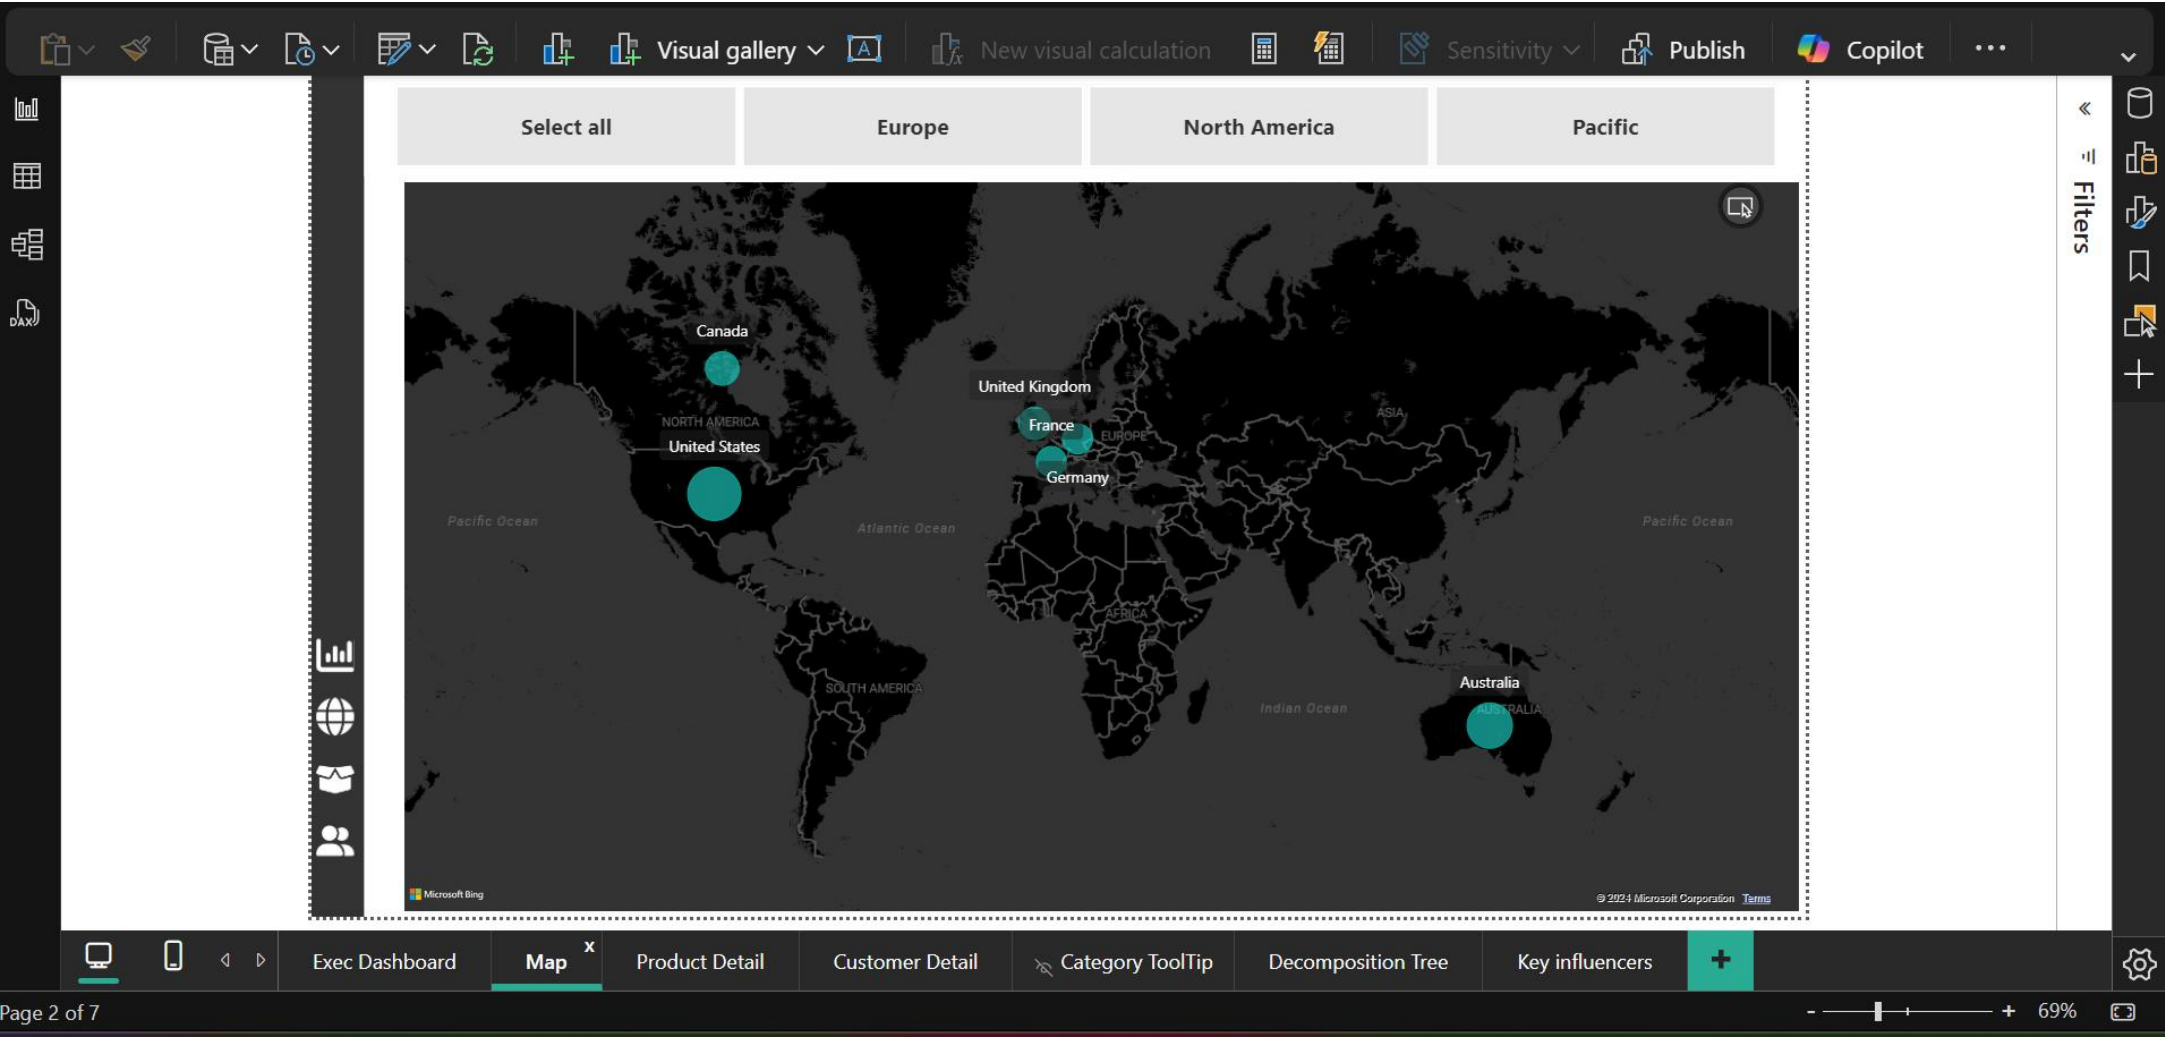 Visual gallery
A
New visual calculation
Sensitivity
Publish
Copilot
Select all
Europe
North America
Pacific
Filters
DAX
Canada
United Kingdom
NORTH AMERICA
France
EUROPE
ASIA
United States
Germany
Pacific Ocean
Atlantic Ocean
Pacific Ocean
AFRICA
SOUTH AMERICA
Australia
Indian Ocean
AUSTRALIA
Microsoft Bing
© 2024 Microsoft Corporation Terms
Exec Dashboard
Map x
Product Detail
Customer Detail
Category ToolTip
Decomposition Tree
Key influencers
+
Page 2 of 7
- + 69%